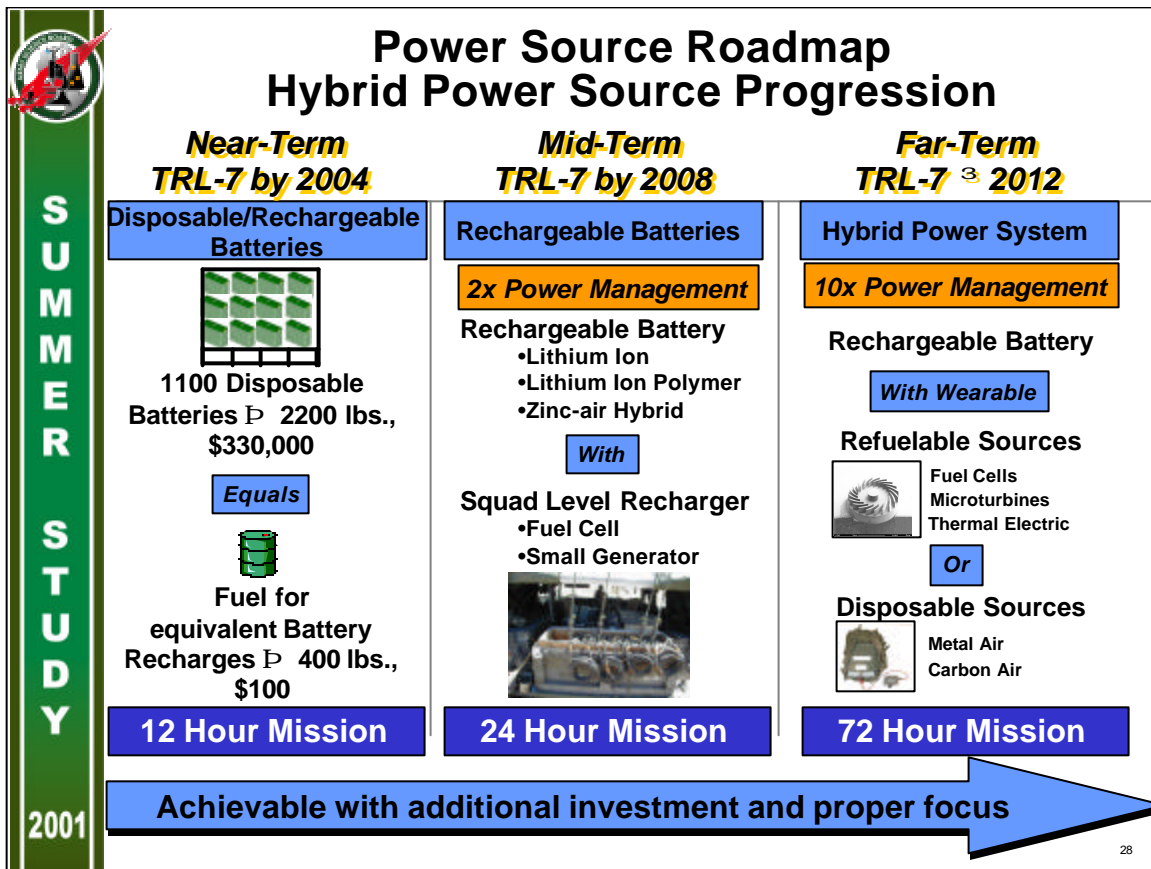 Power Source Roadmap
Hybrid Power Source Progression
Near-Term
TRL-7 by 2004
Disposable/Rechargeable
Batteries
1100 Disposable
Batteries Þ 2200 lbs.,
$330,000
Equals
Fuel for
equivalent Battery
Recharges Þ 400 lbs.,
$100
12 Hour Mission
Mid-Term
TRL-7 by 2008
Rechargeable Batteries
2x Power Management
Rechargeable Battery
•Lithium Ion
•Lithium Ion Polymer
•Zinc-air Hybrid
With
Squad Level Recharger
•Fuel Cell
•Small Generator
24 Hour Mission
Far-Term
TRL-7 ³ 2012
Hybrid Power System
10x Power Management
Rechargeable Battery
With Wearable
Refuelable Sources
Fuel Cells
Microturbines
Thermal Electric
Or
Disposable Sources
Metal Air
Carbon Air
72 Hour Mission
Achievable with additional investment and proper focus
SUMMER STUDY
2001
28